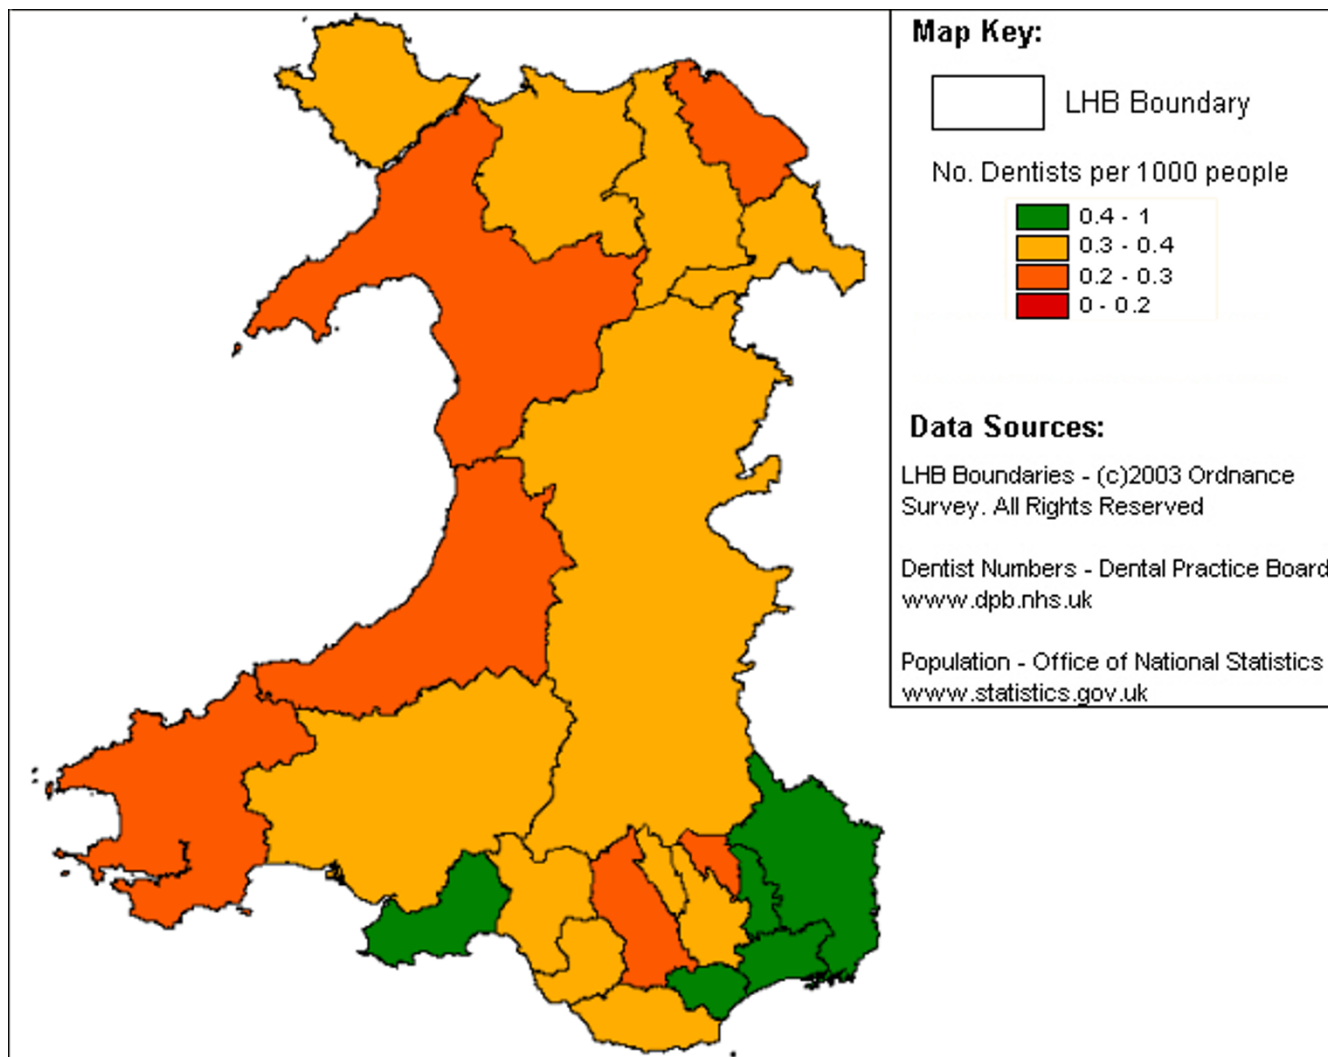 Map Key:
LHB Boundary
No. Dentists per 1000 people
0.4 - 1
0.3 - 0.4
0.2 - 0.3
0 - 0.2
Data Sources:
LHB Boundaries - (c)2003 Ordnance
Survey. All Rights Reserved
Dentist Numbers - Dental Practice Board
www.dpb.nhs.uk
Population - Office of National Statistics
www.statistics.gov.uk